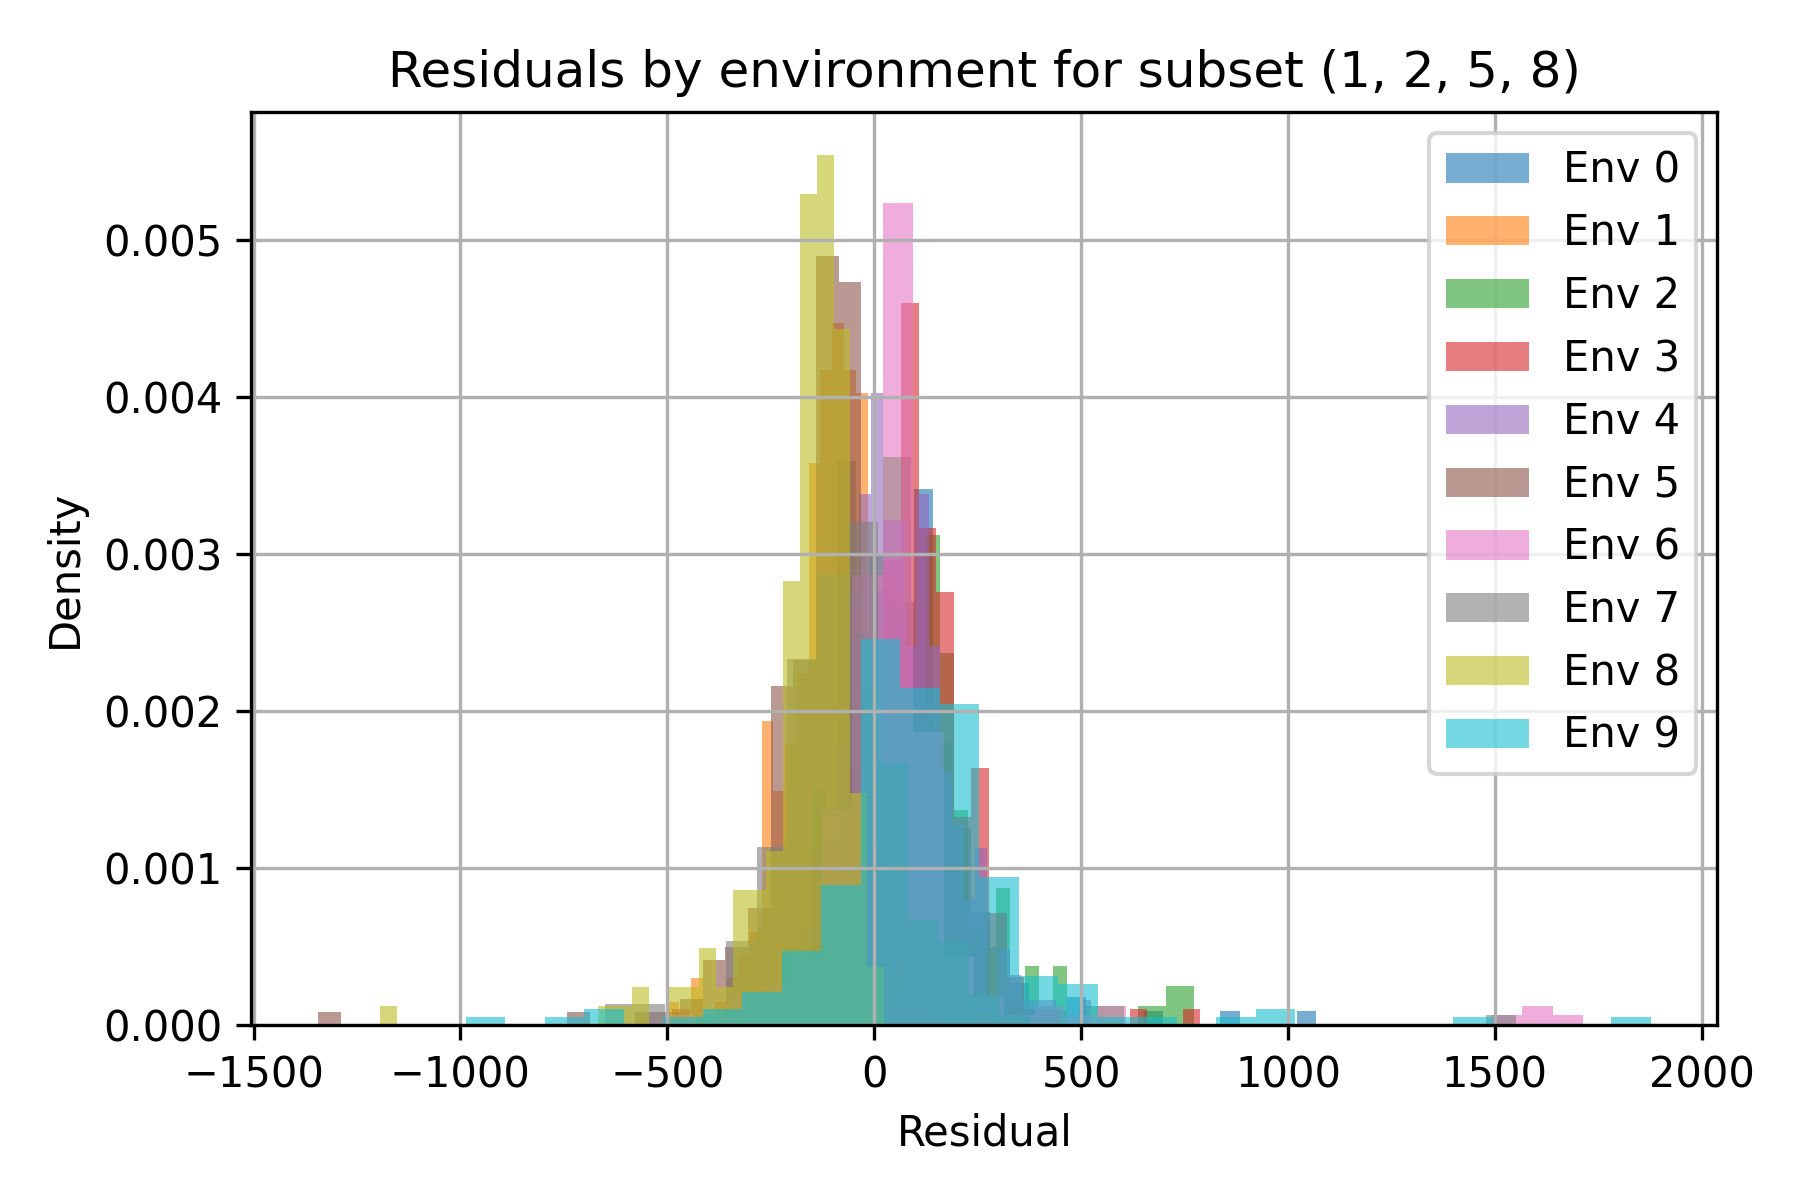 Residuals by environment for subset (1, 2, 5, 8)
Density
0.005
0.004
0.003
0.002
0.001
0.000
−1500 −1000 −500 0 500 1000 1500 2000
Residual
Env 0
Env 1
Env 2
Env 3
Env 4
Env 5
Env 6
Env 7
Env 8
Env 9